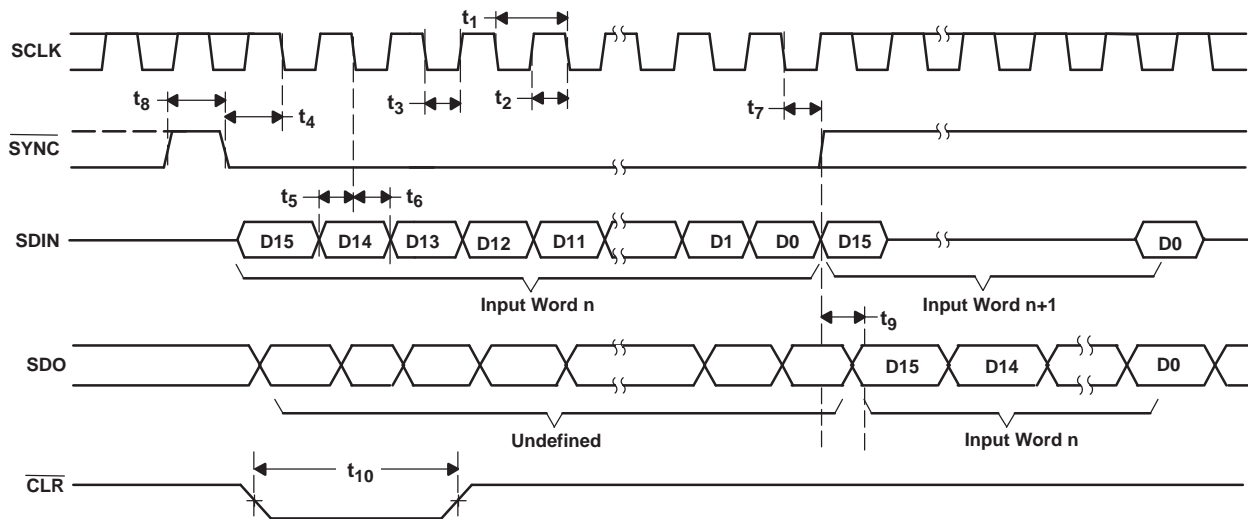 t1
SCLK
t8
t4
t3
t2
t7
SYNC
t5
t6
SDIN
D15
D14
D13
D12
D11
D1
D0
D15
D0
Input Word n
Input Word n+1
t9
SDO
D15
D14
D0
Undefined
Input Word n
t10
CLR